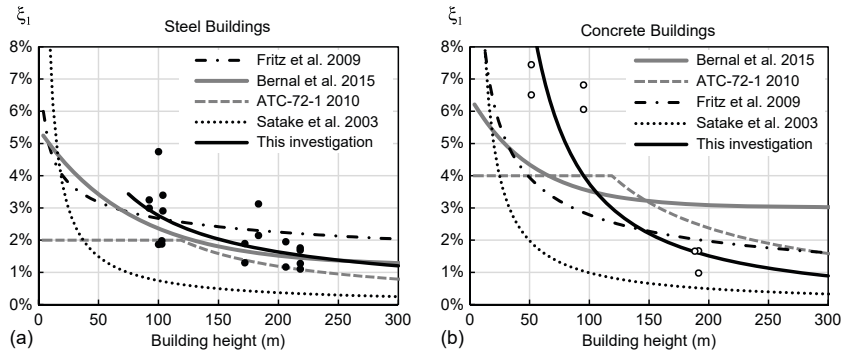 ξ1
Steel Buildings
8%
7%
6%
5%
4%
3%
2%
1%
0%
Fritz et al. 2009
Bernal et al. 2015
ATC-72-1 2010
Satake et al. 2003
This investigation
0 50 100 150 200 250 300
(a) Building height (m)
ξ1
Concrete Buildings
8%
7%
6%
5%
4%
3%
2%
1%
0%
Bernal et al. 2015
ATC-72-1 2010
Fritz et al. 2009
Satake et al. 2003
This investigation
0 50 100 150 200 250 300
(b) Building height (m)